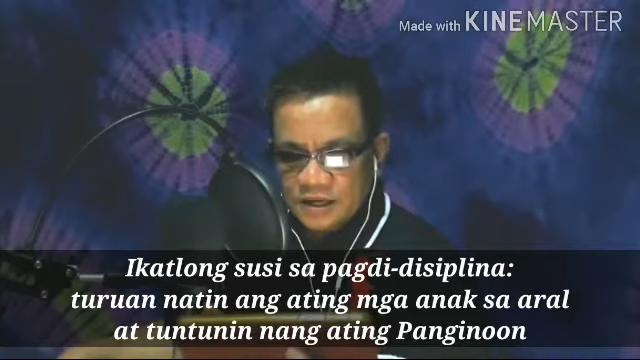 Made with KINEMASTER
Ikatlong susi sa pagdi-disiplina:
turuan natin ang ating mga anak sa aral
at tuntunin nang ating Panginoon